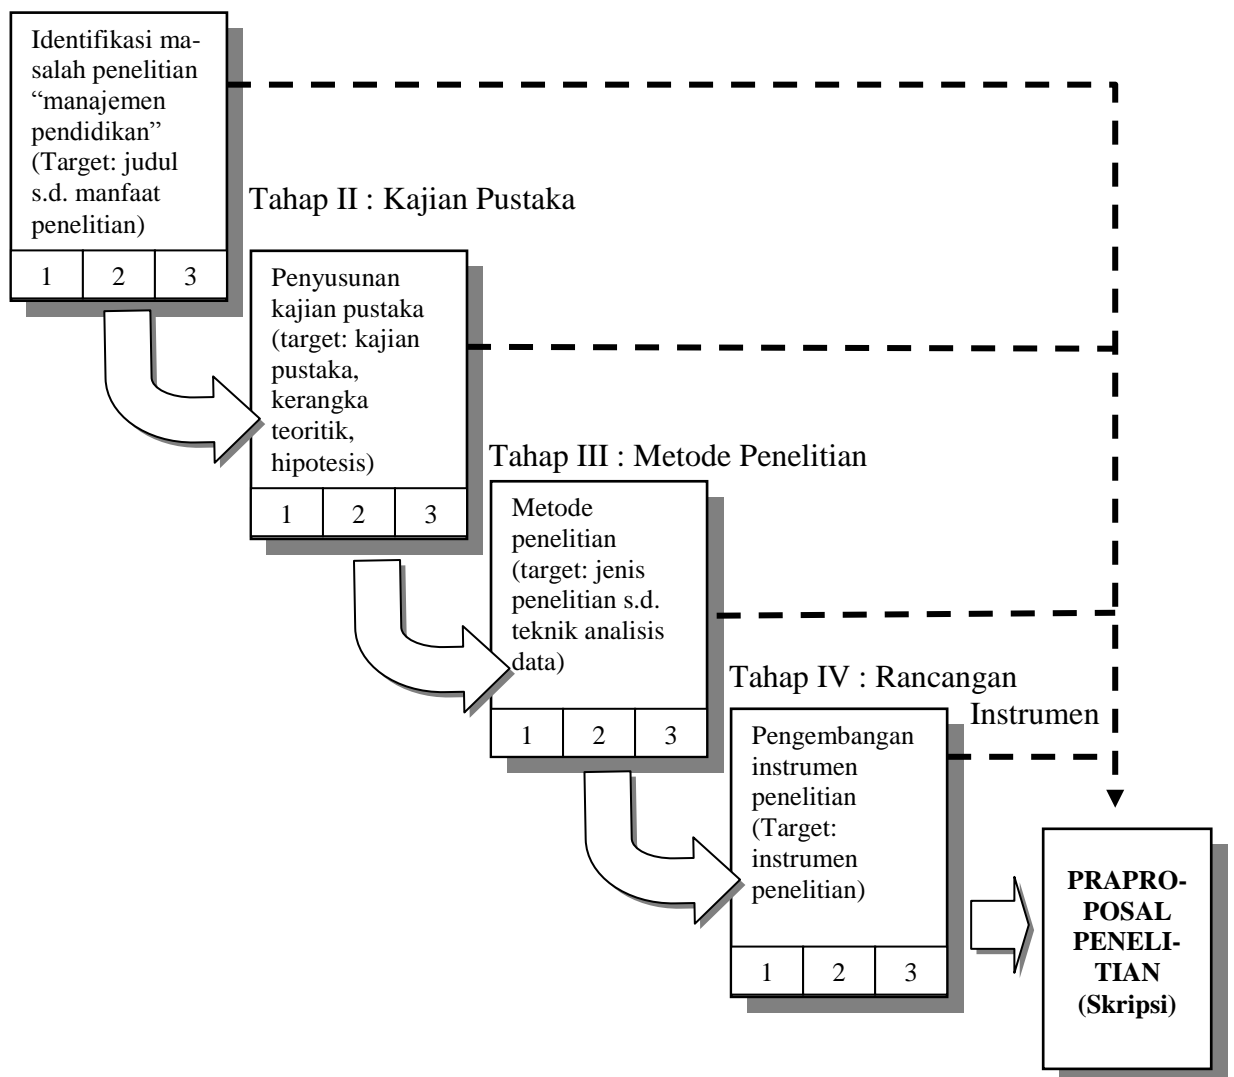 Identifikasi ma-
salah penelitian
“manajemen
pendidikan”
(Target: judul
s.d. manfaat
penelitian)
1 2 3
Tahap II : Kajian Pustaka
Penyusunan
kajian pustaka
(target: kajian
pustaka,
kerangka
teoritik,
hipotesis)
1 2 3
Tahap III : Metode Penelitian
Metode
penelitian
(target: jenis
penelitian s.d.
teknik analisis
data)
1 2 3
Tahap IV : Rancangan
Instrumen
Pengembangan
instrumen
penelitian
(Target:
instrumen
penelitian)
1 2 3
PRAPRO-
POSAL
PENELI-
TIAN
(Skripsi)